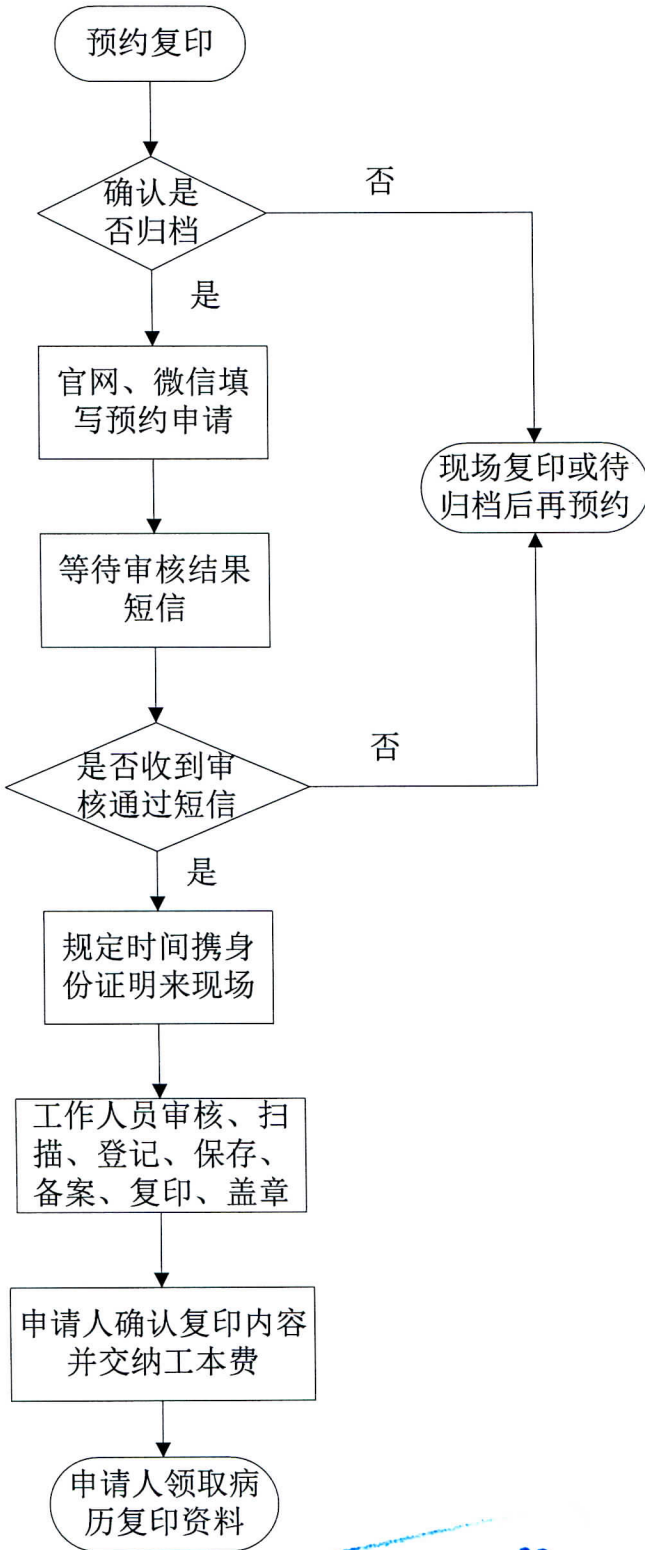 预约复印
确认是
否归档
否
是
官网、微信填
写预约申请
现场复印或待
归档后再预约
等待审核结果
短信
是否收到审
核通过短信
否
是
规定时间携身
份证明来现场
工作人员审核、扫
描、登记、保存、
备案、复印、盖章
申请人确认复印内容
并交纳工本费
申请人领取病
历复印资料